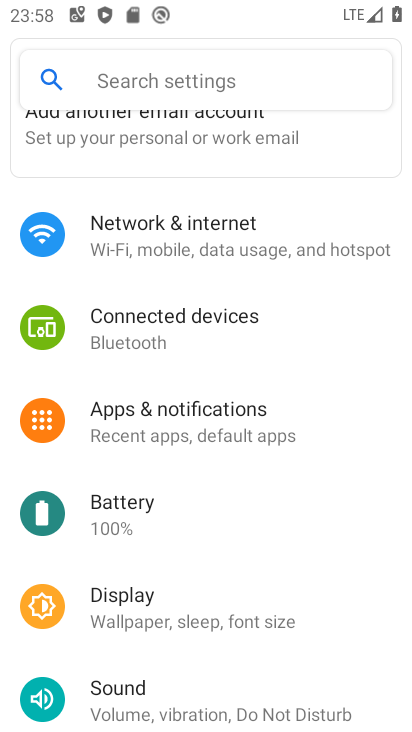 23:58
LTE
Search settings
Add another email account
Set up your personal or work email
Network & internet
Wi-Fi, mobile, data usage, and hotspot
Connected devices
Bluetooth
Apps & notifications
Recent apps, default apps
Battery
100%
Display
Wallpaper, sleep, font size
Sound
Volume, vibration, Do Not Disturb